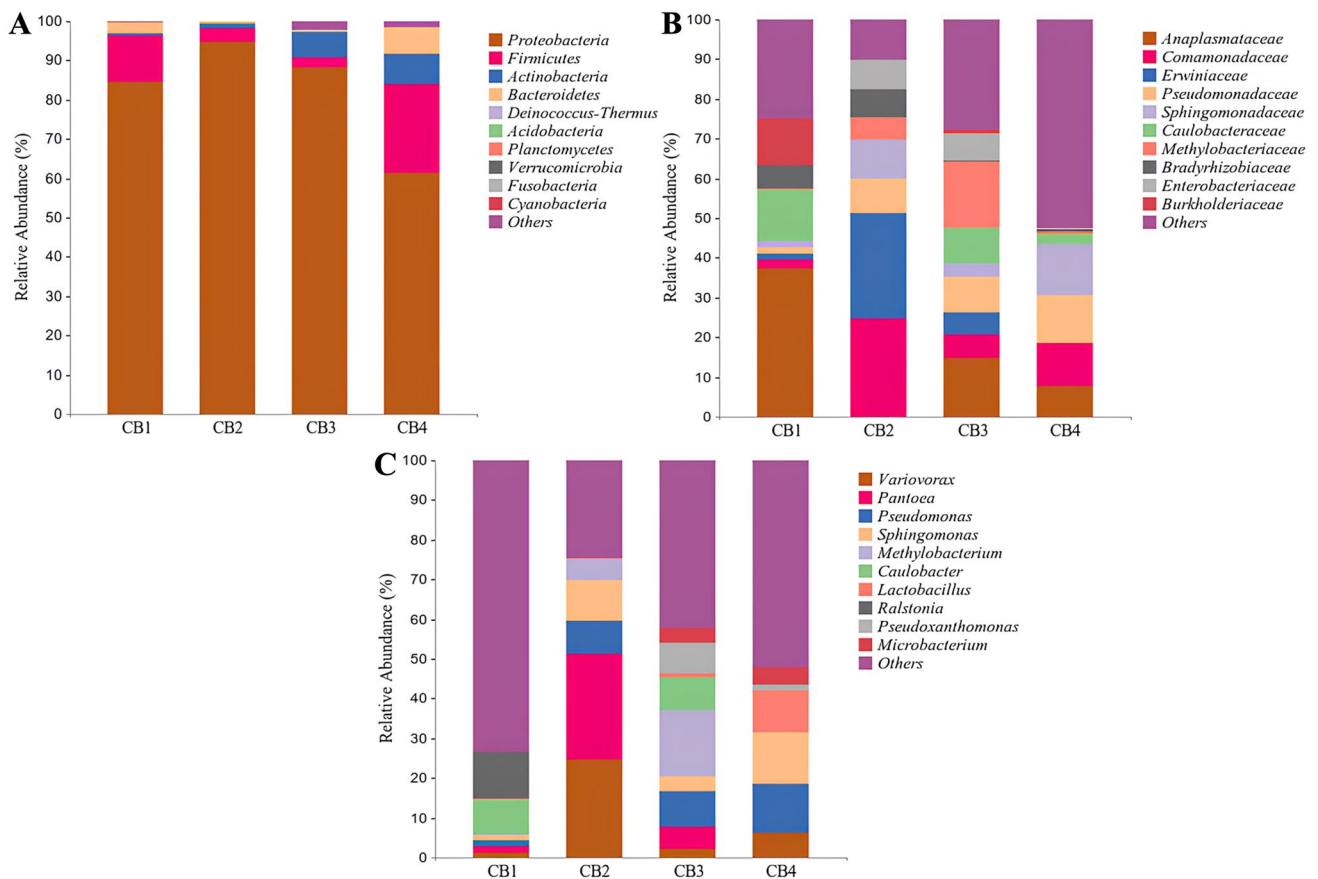 A
Relative Abundance (%)
100
90
80
70
60
50
40
30
20
10
0
CB1 CB2 CB3 CB4
Proteobacteria
Firmicutes
Actinobacteria
Bacteroidetes
Deinococcus-Thermus
Acidobacteria
Planctomycetes
Verrucomicrobia
Fusobacteria
Cyanobacteria
Others
B
Relative Abundance (%)
100
90
80
70
60
50
40
30
20
10
0
CB1 CB2 CB3 CB4
Anaplasmataceae
Comamonadaceae
Erwiniaceae
Pseudomonadaceae
Sphingomonadaceae
Caulobacteraceae
Methylobacteriaceae
Bradyrhizobiaceae
Enterobacteriaceae
Burkholderiaceae
Others
C
Relative Abundance (%)
100
90
80
70
60
50
40
30
20
10
0
CB1 CB2 CB3 CB4
Variovorax
Pantoea
Pseudomonas
Sphingomonas
Methylobacterium
Caulobacter
Lactobacillus
Ralstonia
Pseudoxanthomonas
Microbacterium
Others